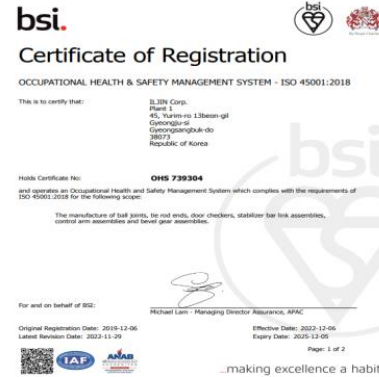 bsi.
bsi
Certificate of Registration
OCCUPATIONAL HEALTH & SAFETY MANAGEMENT SYSTEM - ISO 45001:2018
This is to certify that:
ILJIN Corp.
Plant 1
45, Yurim-ro 13beon-gil
Gyeongju-si
Gyeongsangbuk-do
38073
Republic of Korea
Holds Certificate No:
OHS 739304
and operates an Occupational Health and Safety Management System which complies with the requirements of
ISO 45001:2018 for the following scope:
The manufacture of ball joints, tie rod ends, door checkers, stabilizer bar link assemblies,
control arm assemblies and bevel gear assemblies.
bsi
For and on behalf of BSI:
Michael Lam - Managing Director Assurance, APAC
Original Registration Date: 2019-12-06
Effective Date: 2022-12-06
Latest Revision Date: 2022-11-29
Expiry Date: 2025-12-05
Page: 1 of 2
IAF
ANAB
...making excellence a habit